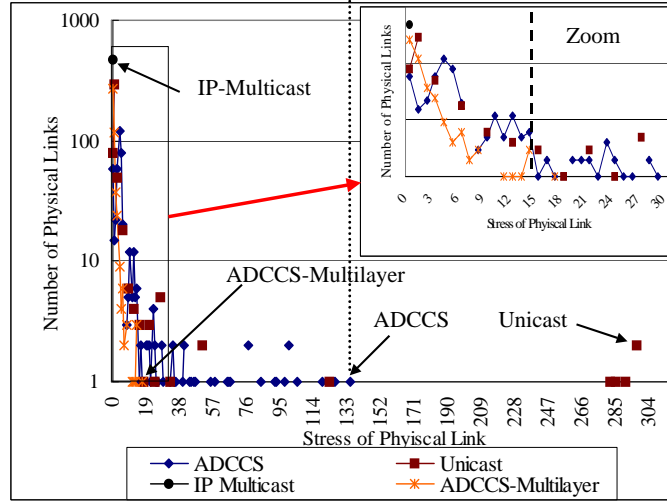 1000
100
10
1
Number of Physical Links
0 19 38 57 76 95 114 133 152 171 190 209 228 247 266 285 304
Stress of Phyiscal Link
IP-Multicast
ADCCS-Multilayer
ADCCS
Unicast
Zoom
Number of Physical Links
0 3 6 9 12 15 18 21 24 27 30
Stress of Phyiscal Link
ADCCS
Unicast
IP Multicast
ADCCS-Multilayer